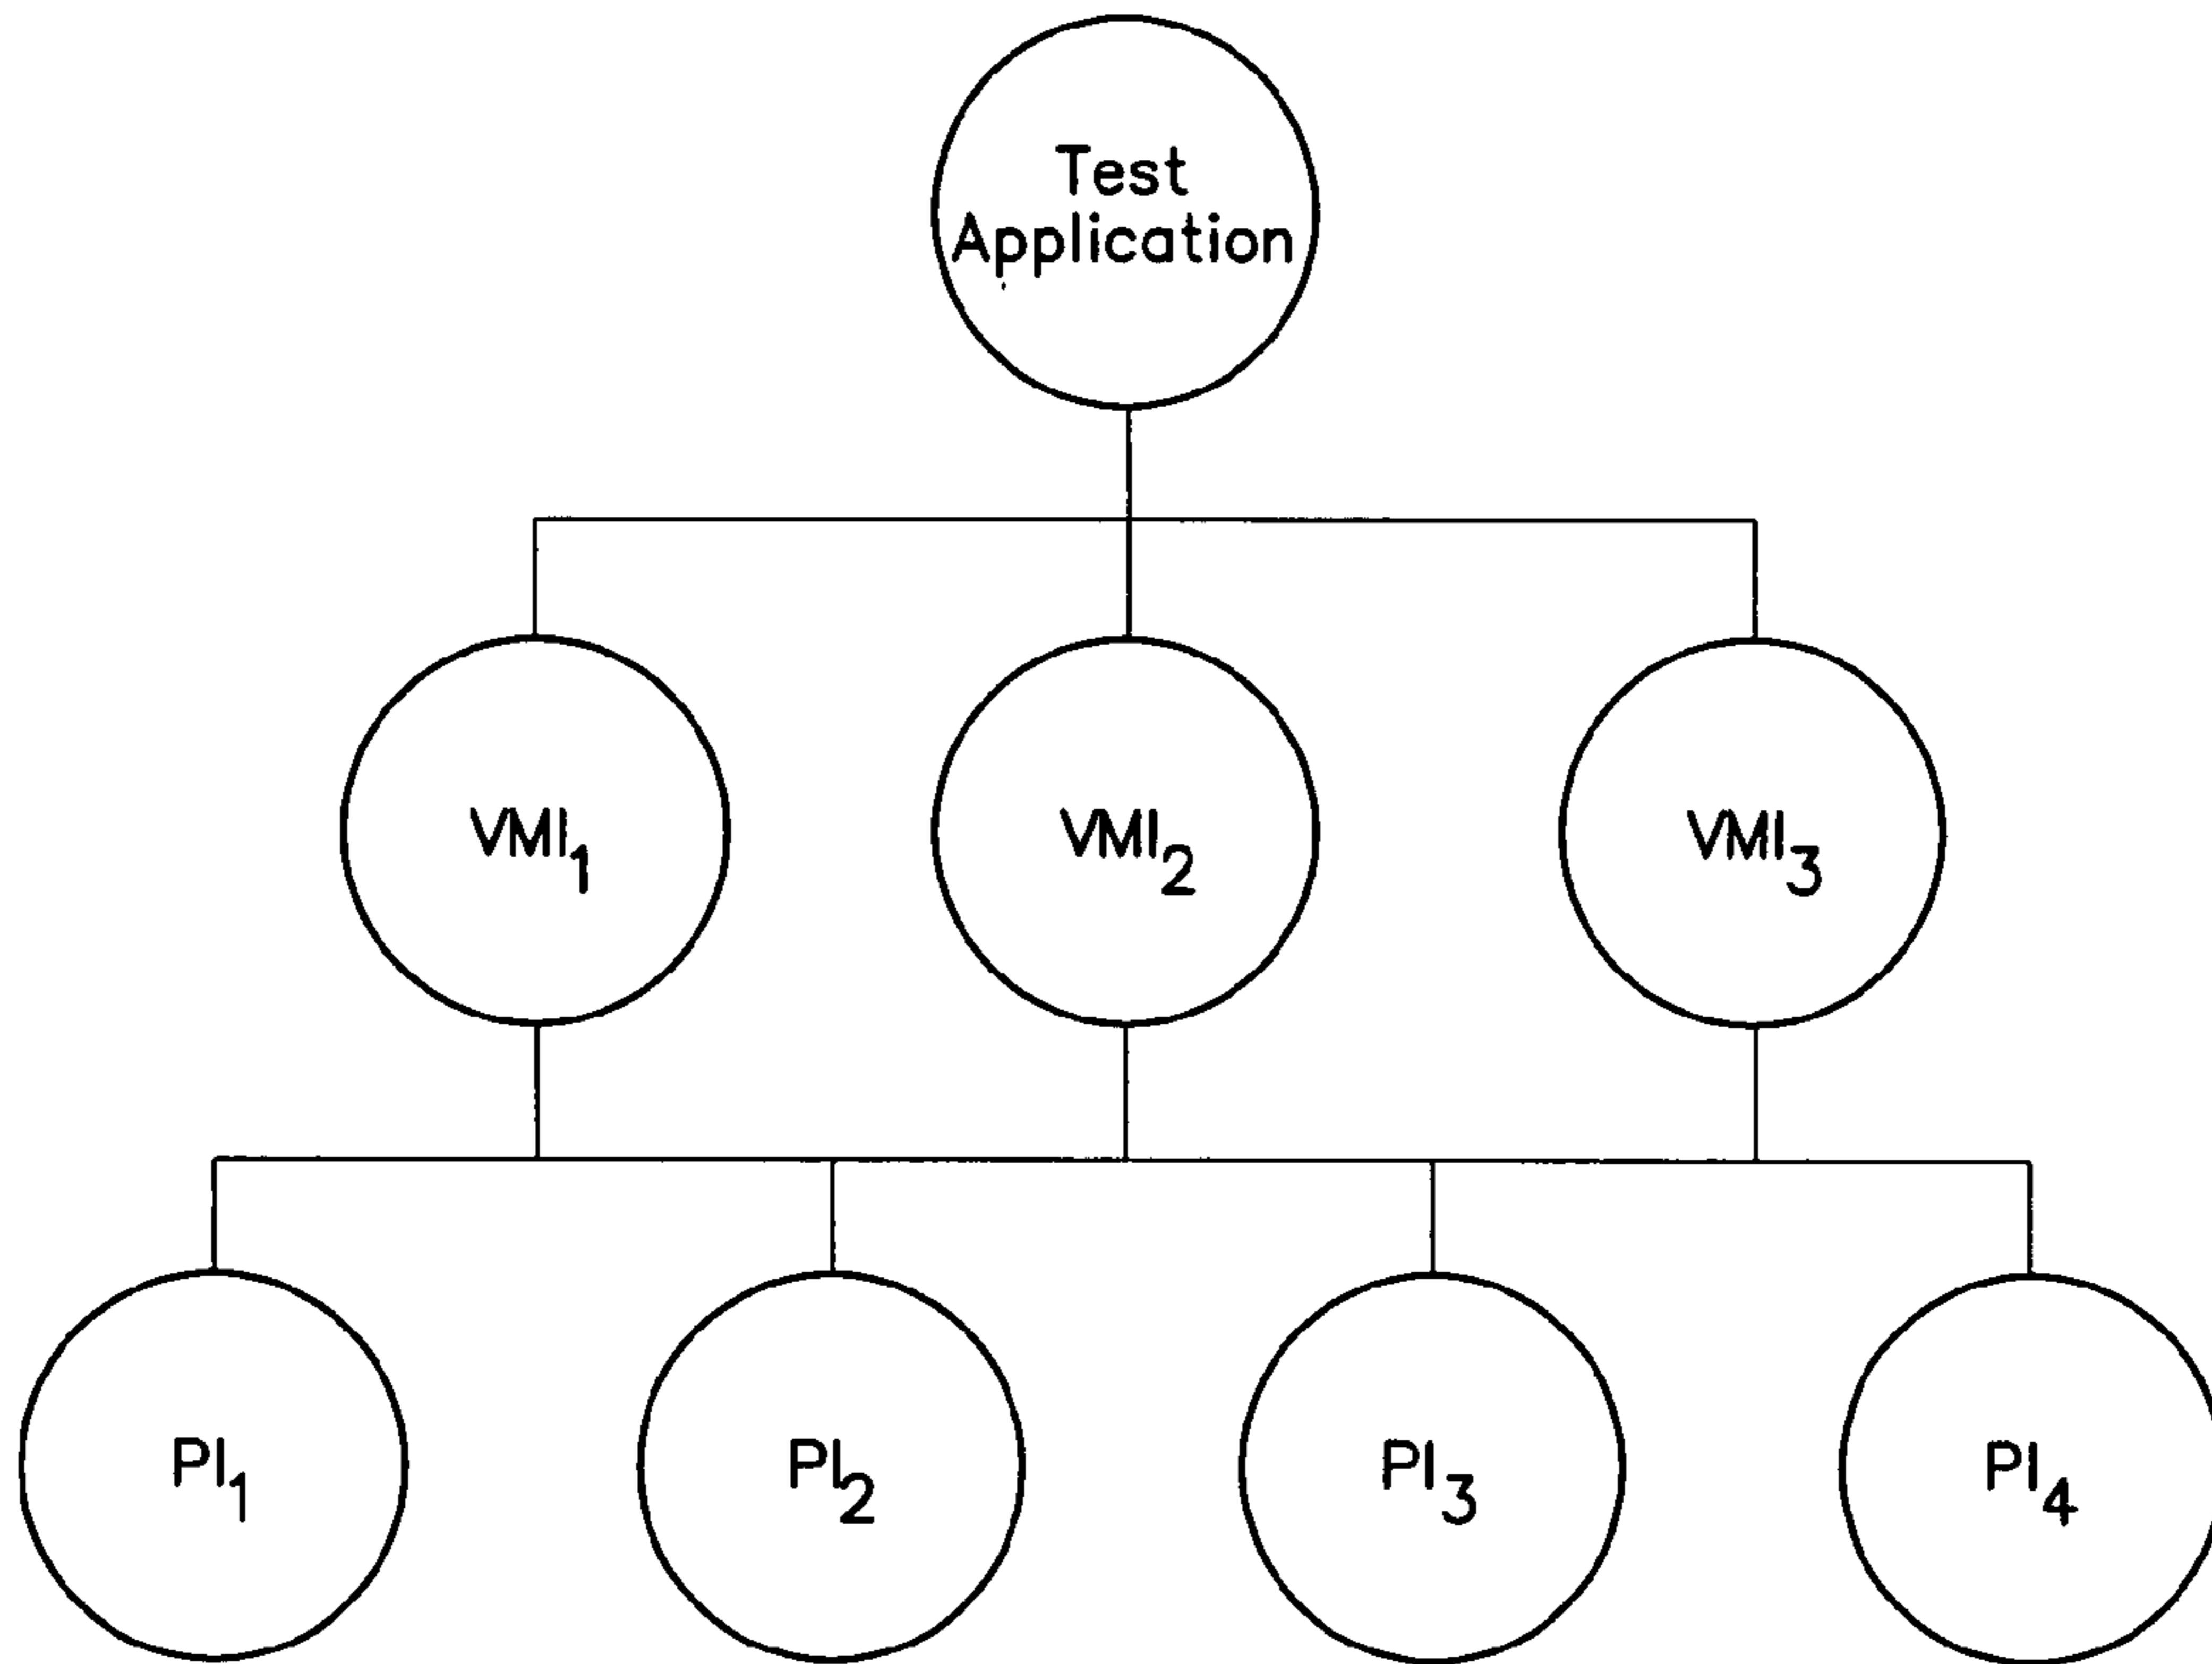 Test
Application
VMI₁
VMI₂
VMI₃
PI₁
PI₂
PI₃
PI₄